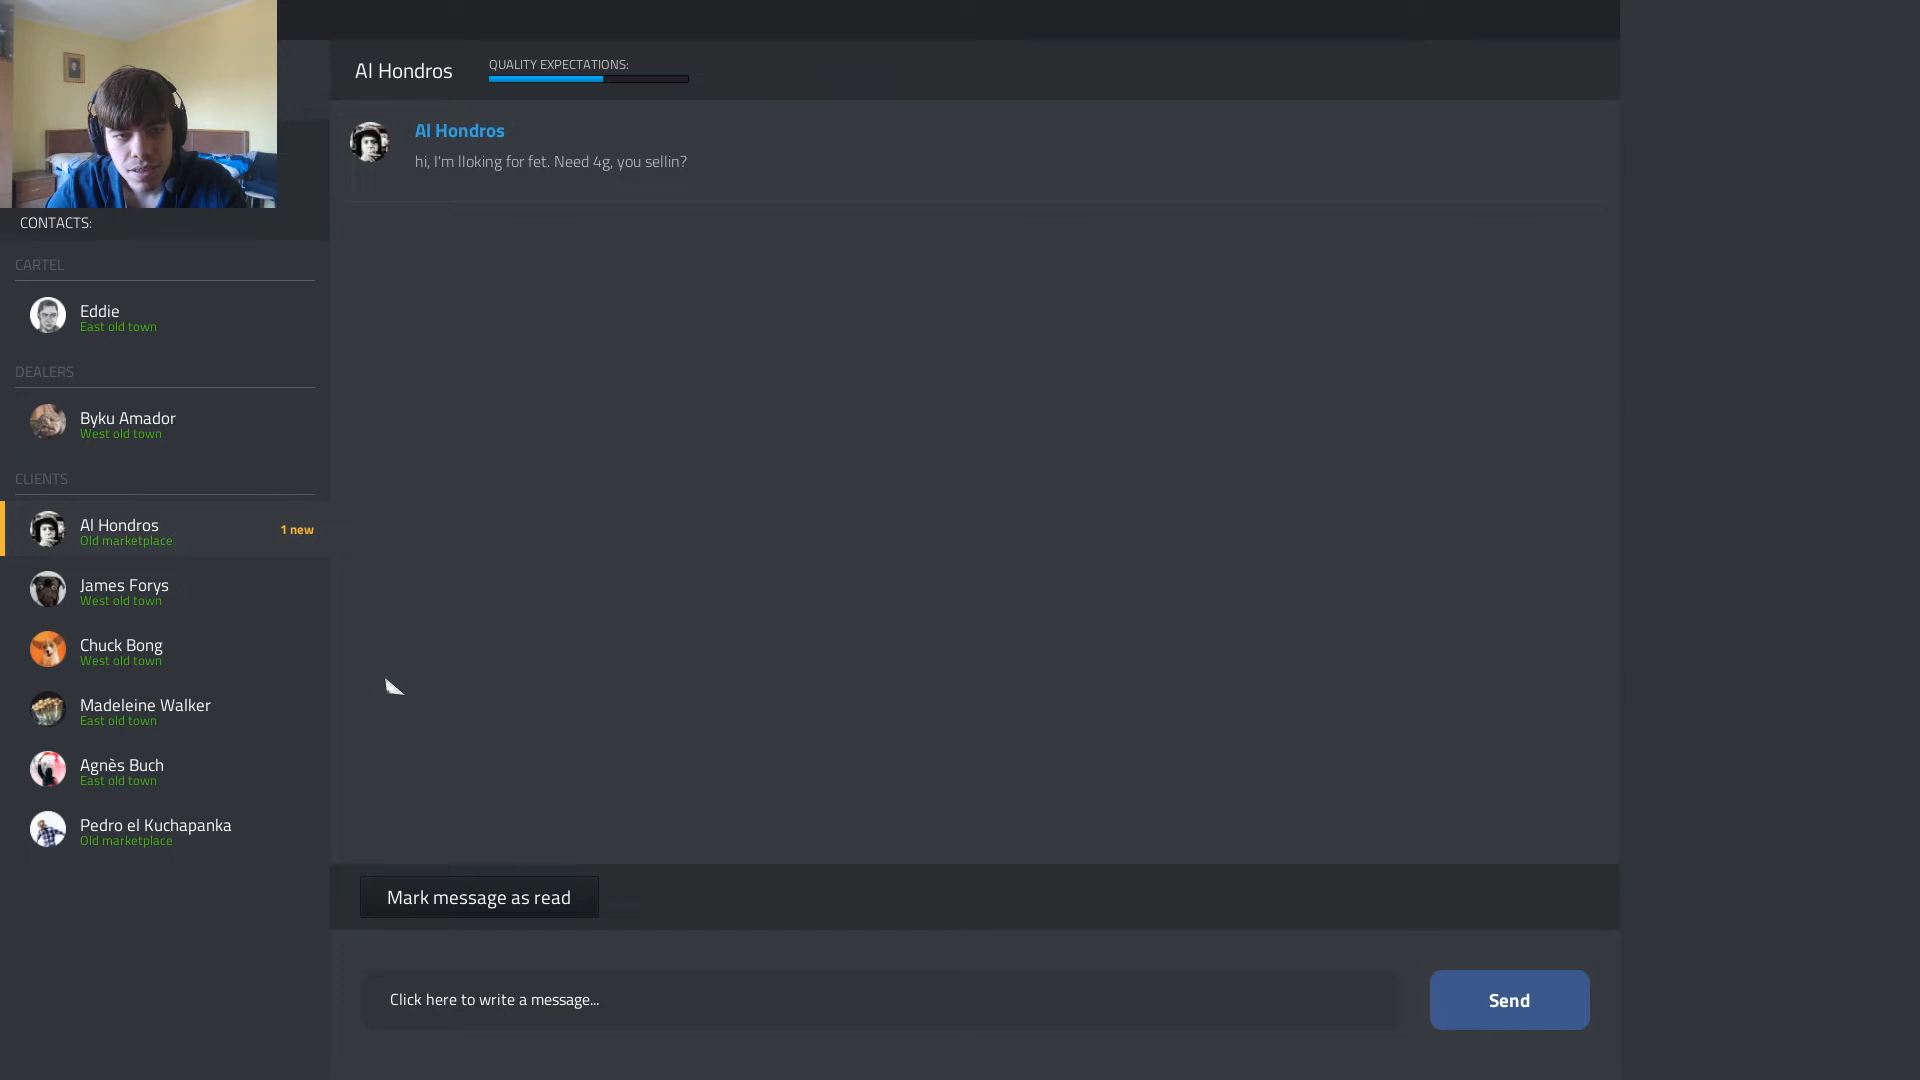 Al Hondros
QUALITY EXPECTATIONS:
Al Hondros
hi, I'm lloking for fet. Need 4g, you sellin?
CONTACTS:
CARTEL
Eddie
East old town
DEALERS
Byku Amador
West old town
CLIENTS
Al Hondros
1 new
Old marketplace
James Forys
West old town
Chuck Bong
West old town
Madeleine Walker
East old town
Agnès Buch
East old town
Pedro el Kuchapanka
Old marketplace
Mark message as read
Click here to write a message...
Send